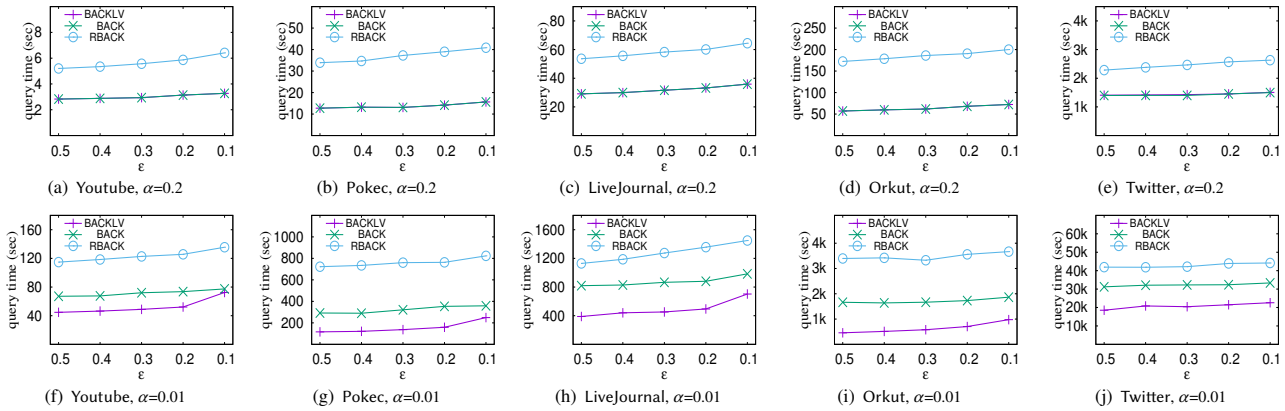 query time (sec)
8
6
4
2
BACKLV
BACK
RBACK
0.5 0.4 0.3 0.2 0.1
ε
(a) Youtube, α=0.2
query time (sec)
50
40
30
20
10
BACKLV
BACK
RBACK
0.5 0.4 0.3 0.2 0.1
ε
(b) Pokec, α=0.2
query time (sec)
80
60
40
20
BACKLV
BACK
RBACK
0.5 0.4 0.3 0.2 0.1
ε
(c) LiveJournal, α=0.2
query time (sec)
250
200
150
100
50
BACKLV
BACK
RBACK
0.5 0.4 0.3 0.2 0.1
ε
(d) Orkut, α=0.2
query time (sec)
4k
3k
2k
1k
BACKLV
BACK
RBACK
0.5 0.4 0.3 0.2 0.1
ε
(e) Twitter, α=0.2
query time (sec)
160
120
80
40
BACKLV
BACK
RBACK
0.5 0.4 0.3 0.2 0.1
ε
(f) Youtube, α=0.01
query time (sec)
1000
800
600
400
200
BACKLV
BACK
RBACK
0.5 0.4 0.3 0.2 0.1
ε
(g) Pokec, α=0.01
query time (sec)
1600
1200
800
400
BACKLV
BACK
RBACK
0.5 0.4 0.3 0.2 0.1
ε
(h) LiveJournal, α=0.01
query time (sec)
4k
3k
2k
1k
BACKLV
BACK
RBACK
0.5 0.4 0.3 0.2 0.1
ε
(i) Orkut, α=0.01
query time (sec)
60k
50k
40k
30k
20k
10k
BACKLV
BACK
RBACK
0.5 0.4 0.3 0.2 0.1
ε
(j) Twitter, α=0.01